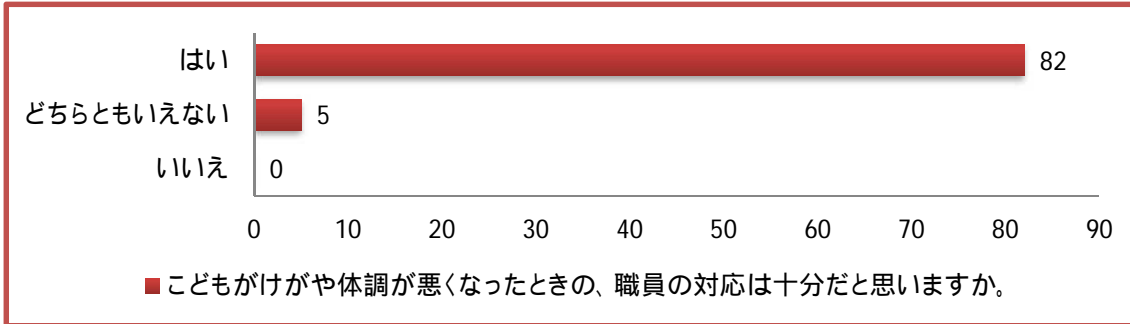 はい 82
どちらともいえない 5
いいえ 0
0 10 20 30 40 50 60 70 80 90
こどもがけがや体調が悪くなったときの、職員の対応は十分だと思いますか。